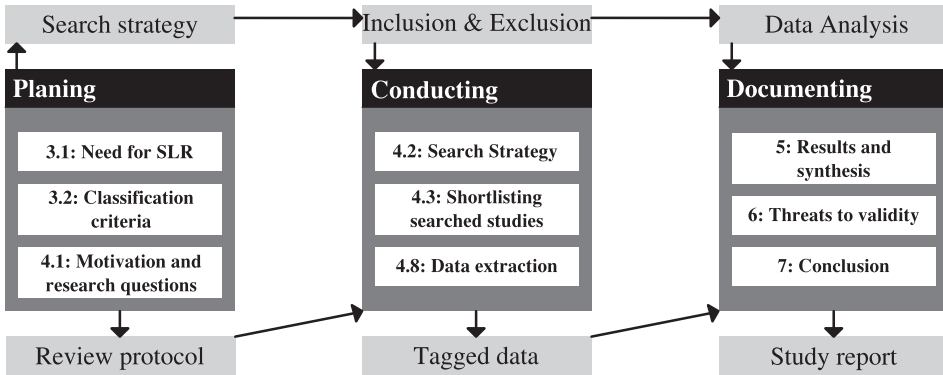 Search strategy
Inclusion & Exclusion
Data Analysis
Planing
3.1: Need for SLR
3.2: Classification
criteria
4.1: Motivation and
research questions
Review protocol
Conducting
4.2: Search Strategy
4.3: Shortlisting
searched studies
4.8: Data extraction
Tagged data
Documenting
5: Results and
synthesis
6: Threats to validity
7: Conclusion
Study report